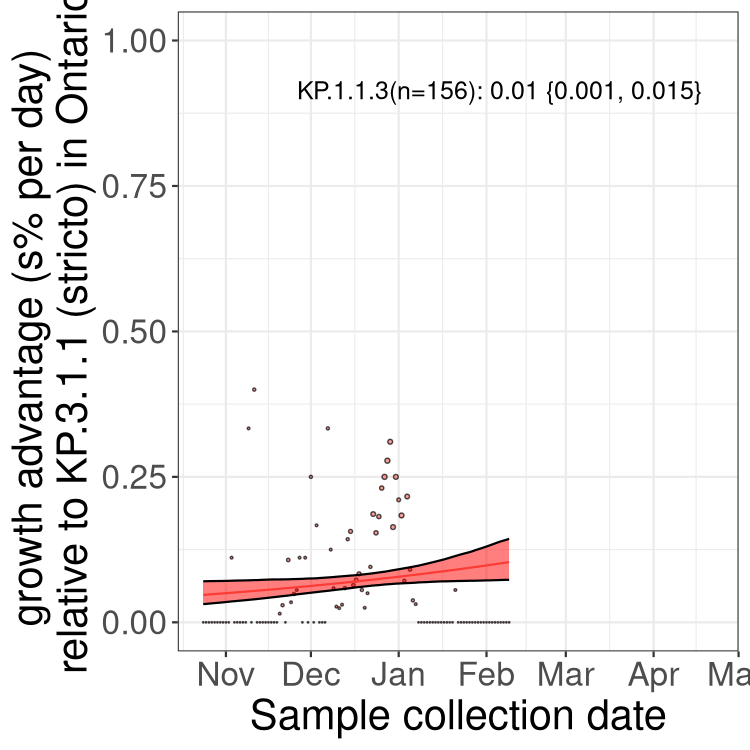 growth advantage (s% per day)
relative to KP.3.1.1 (stricto) in Ontario
1.00
0.75
0.50
0.25
0.00
KP.1.1.3(n=156): 0.01 {0.001, 0.015}
Nov Dec Jan Feb Mar Apr Ma
Sample collection date